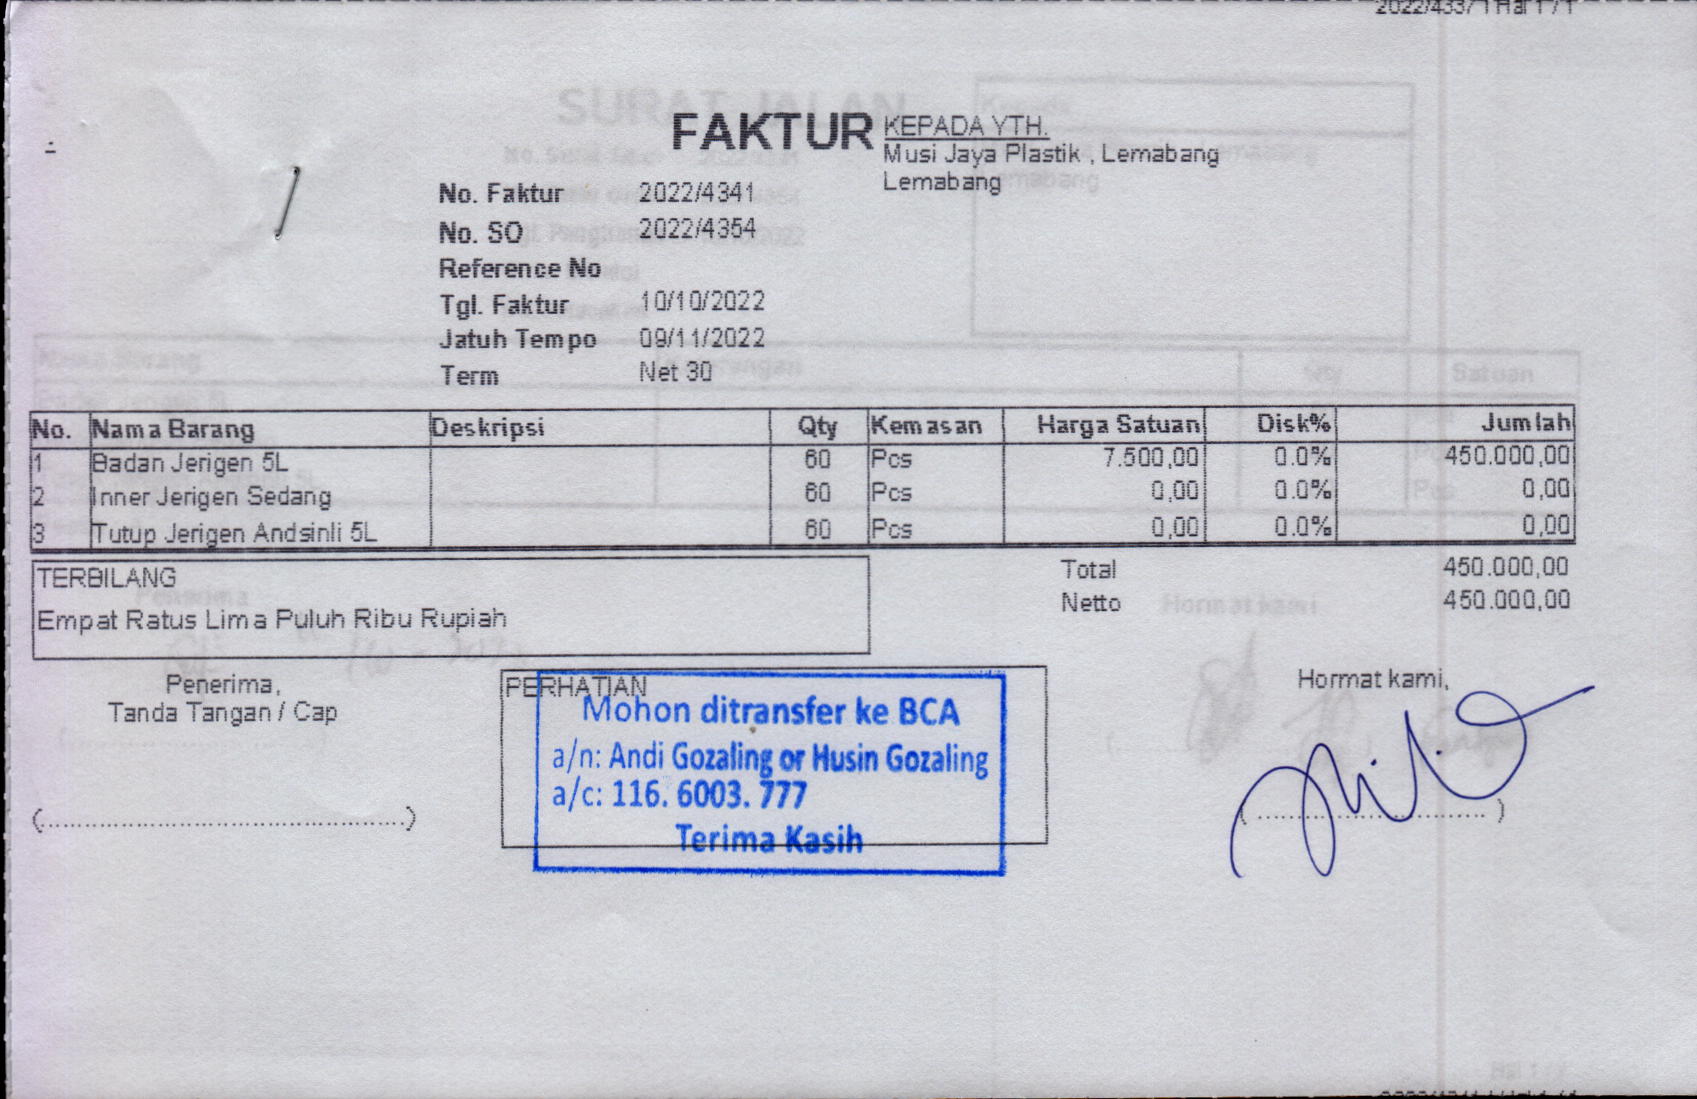 FAKTUR
KEPADA YTH.
Musi Jaya Plastik , Lemabang
Lemabang
No. Faktur 2022/4341
No. SO 2022/4354
Reference No
Tgl. Faktur 10/10/2022
Jatuh Tempo 09/11/2022
Term Net 30
No. Nama Barang Deskripsi Qty Kemasan Harga Satuan Disk% Jumlah
1 Badan Jerigen 5L 60 Pcs 7.500,00 0.0% 450.000,00
2 Inner Jerigen Sedang 60 Pcs 0,00 0.0% 0,00
3 Tutup Jerigen Andsinli 5L 60 Pcs 0,00 0.0% 0,00
TERBILANG
Empat Ratus Lima Puluh Ribu Rupiah
Total 450.000,00
Netto 450.000,00
Penerima,
Tanda Tangan / Cap
(..............................................)
PERHATIAN
Mohon ditransfer ke BCA
a/n: Andi Gozaling or Husin Gozaling
a/c: 116. 6003. 777
Terima Kasih
Hormat kami,
(..............................)